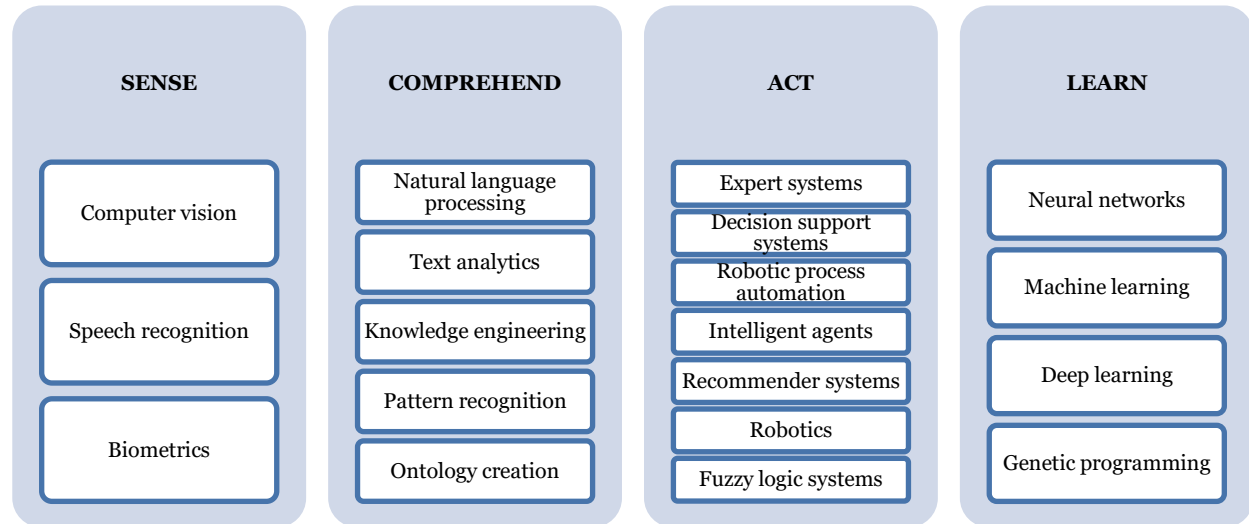 SENSE
Computer vision
Speech recognition
Biometrics
COMPREHEND
Natural language
processing
Text analytics
Knowledge engineering
Pattern recognition
Ontology creation
ACT
Expert systems
Decision support
systems
Robotic process
automation
Intelligent agents
Recommender systems
Robotics
Fuzzy logic systems
LEARN
Neural networks
Machine learning
Deep learning
Genetic programming